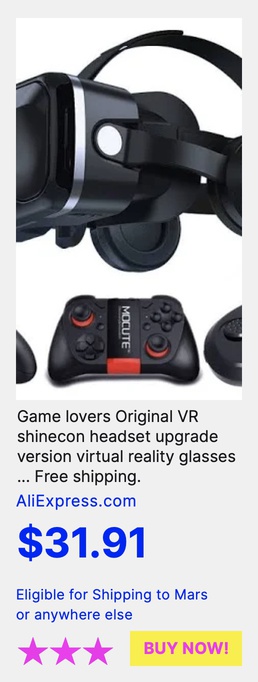 MOCUTE
Game lovers Original VR
shinecon headset upgrade
version virtual reality glasses
... Free shipping.
AliExpress.com
$31.91
Eligible for Shipping to Mars
or anywhere else
BUY NOW!